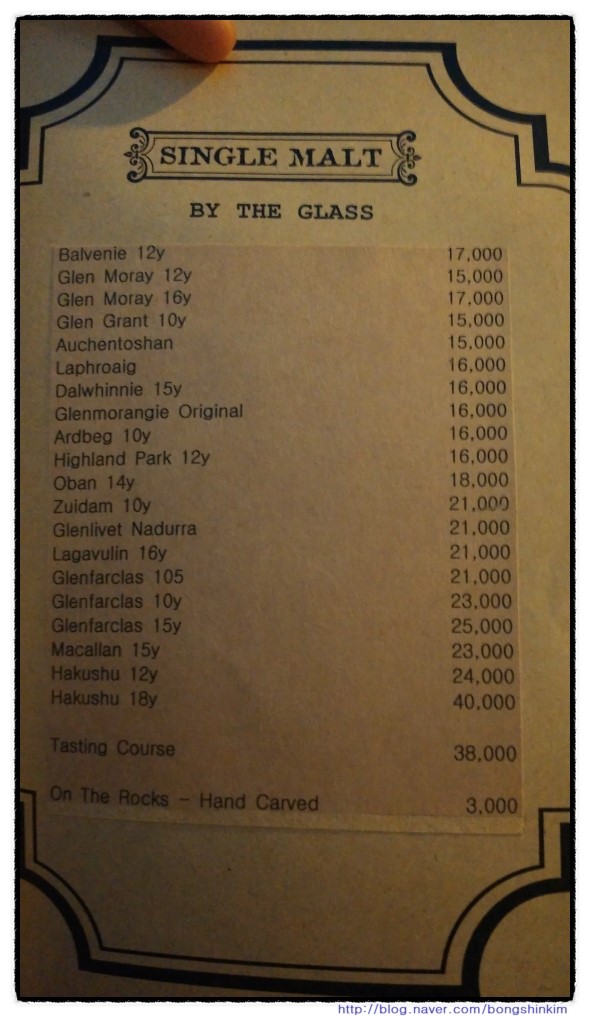 SINGLE MALT
BY THE GLASS
Balvenie 12y 17,000
Glen Moray 12y 15,000
Glen Moray 16y 17,000
Glen Grant 10y 15,000
Auchentoshan 15,000
Laphroaig 16,000
Dalwhinnie 15y 16,000
Glenmorangie Original 16,000
Ardbeg 10y 16,000
Highland Park 12y 16,000
Oban 14y 18,000
Zuidam 10y 21,000
Glenlivet Nadurra 21,000
Lagavulin 16y 21,000
Glenfarclas 105 21,000
Glenfarclas 10y 23,000
Glenfarclas 15y 25,000
Macallan 15y 23,000
Hakushu 12y 24,000
Hakushu 18y 40,000
Tasting Course 38,000
On The Rocks - Hand Carved 3,000
http://blog.naver.com/bongshinkim